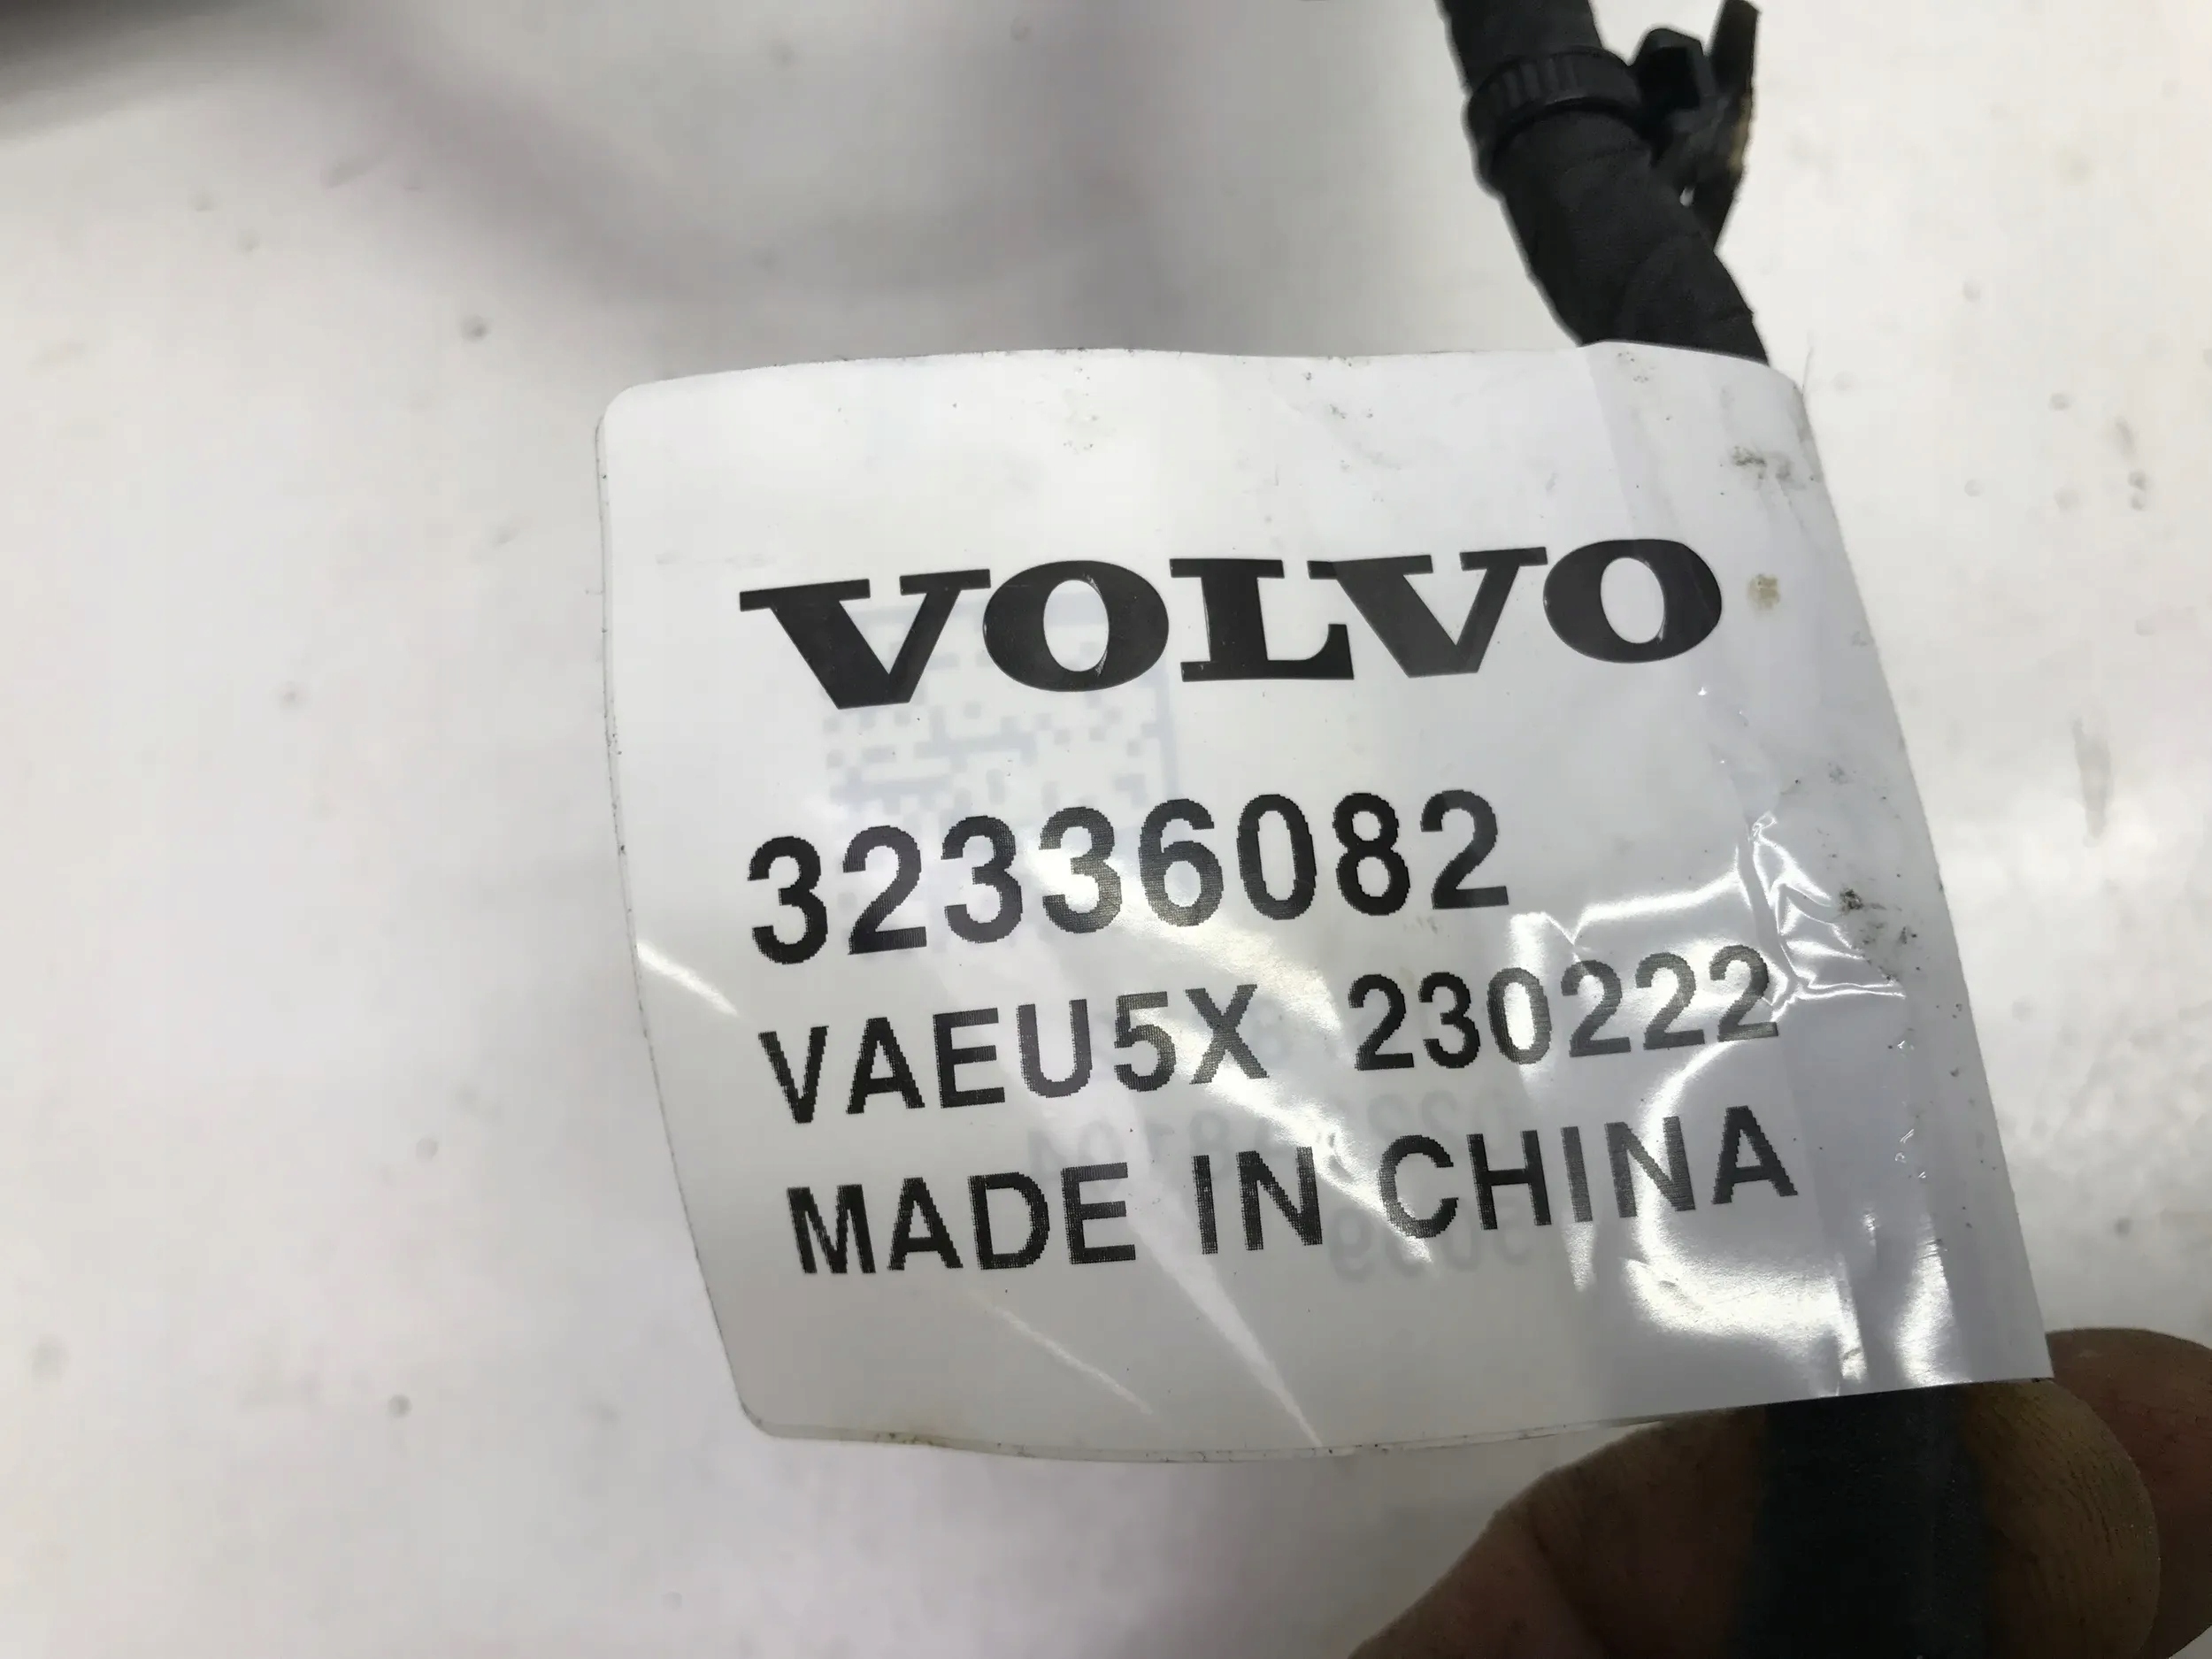 VOLVO
32336082
VAEU5X 230222
MADE IN CHINA